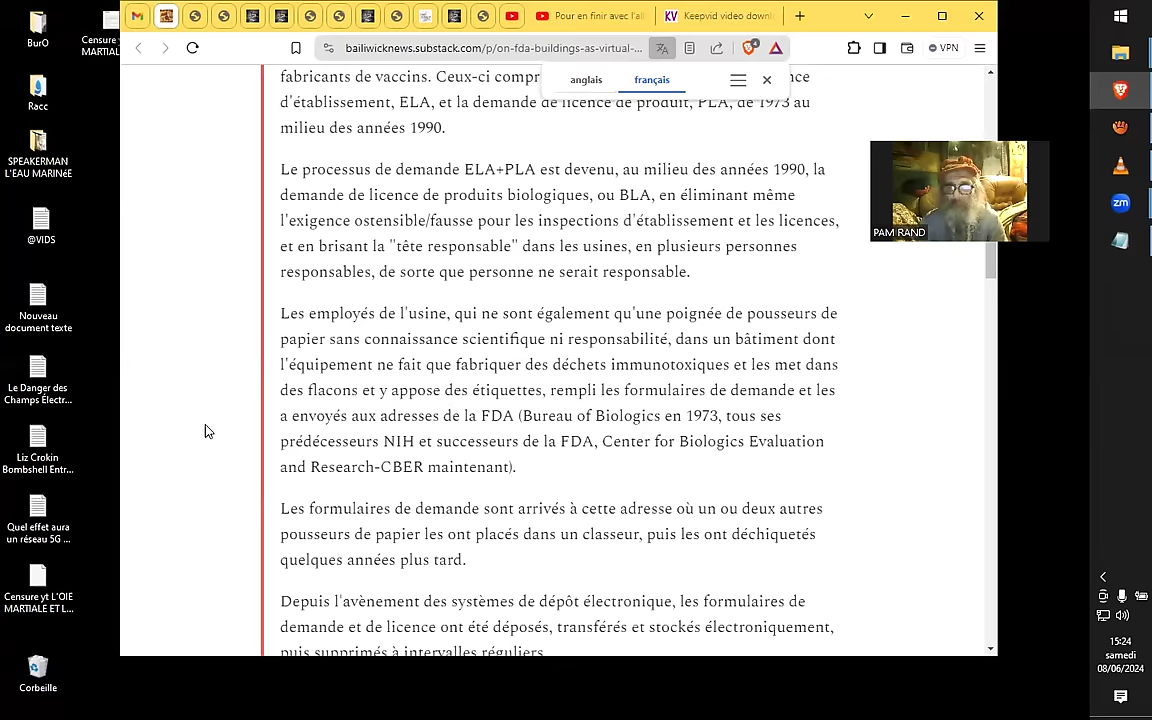 Pour en finir avec l'all
Keepvid video downl
bailiwicknews.substack.com/p/on-fda-buildings-as-virtual-...
4
VPN
anglais
français
fabricants de vaccins. Ceux-ci compr
nce
d'établissement, ELA, et la demande de licence de produit, PLA, de 1973 au
milieu des années 1990.
Le processus de demande ELA+PLA est devenu, au milieu des années 1990, la
demande de licence de produits biologiques, ou BLA, en éliminant même
l'exigence ostensible/fausse pour les inspections d'établissement et les licences,
et en brisant la "tête responsable" dans les usines, en plusieurs personnes
responsables, de sorte que personne ne serait responsable.
Les employés de l'usine, qui ne sont également qu'une poignée de pousseurs de
papier sans connaissance scientifique ni responsabilité, dans un bâtiment dont
l'équipement ne fait que fabriquer des déchets immunotoxiques et les met dans
des flacons et y appose des étiquettes, rempli les formulaires de demande et les
a envoyés aux adresses de la FDA (Bureau of Biologics en 1973, tous ses
prédécesseurs NIH et successeurs de la FDA, Center for Biologics Evaluation
and Research-CBER maintenant).
Les formulaires de demande sont arrivés à cette adresse où un ou deux autres
pousseurs de papier les ont placés dans un classeur, puis les ont déchiquetés
quelques années plus tard.
Depuis l'avènement des systèmes de dépôt électronique, les formulaires de
demande et de licence ont été déposés, transférés et stockés électroniquement,
puis supprimés à intervalles réguliers.
PAM RAND
BurO
Censure
MARTIALE
Racc
SPEAKERMAN
L'EAU MARINéE
@VIDS
Nouveau
document texte
Le Danger des
Champs Électr...
Liz Crokin
Bombshell Entr...
Quel effet aura
un réseau 5G ...
Censure yt L'OIE
MARTIALE ET L...
Corbeille
zm
15:24
samedi
08/06/2024